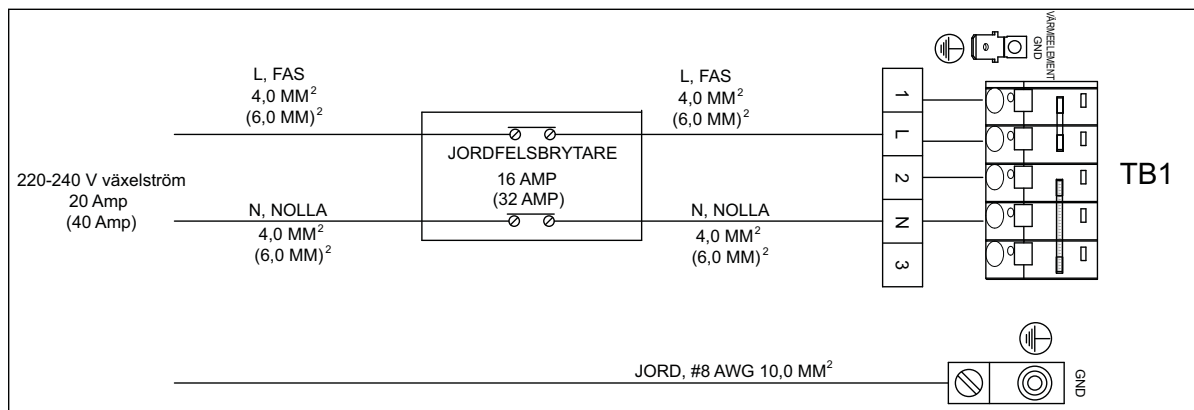 L, FAS
4,0 MM²
(6,0 MM)²
L, FAS
4,0 MM²
(6,0 MM)²
JORDFELSBRYTARE
16 AMP
(32 AMP)
220-240 V växelström
20 Amp
(40 Amp)
N, NOLLA
4,0 MM²
(6,0 MM)²
N, NOLLA
4,0 MM²
(6,0 MM)²
1
L
2
N
3
GND
VÄRMEELEMENT
TB1
JORD, #8 AWG 10,0 MM²
GND